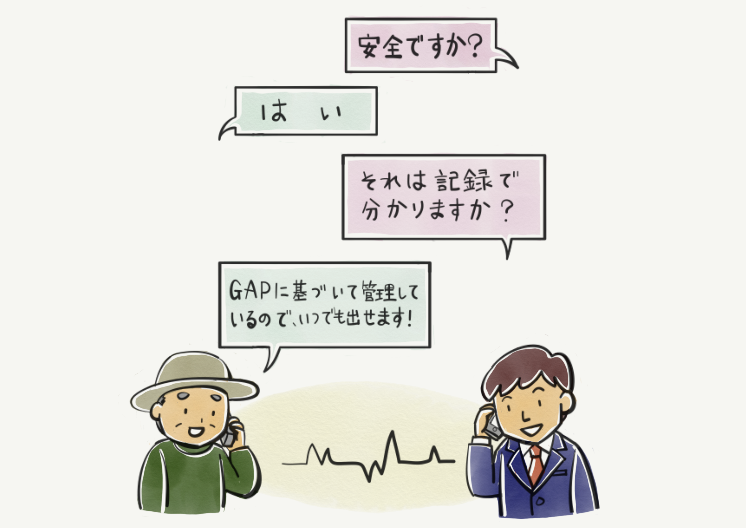 安全ですか?
はい
それは記録で
分かりますか?
GAPに基づいて管理して
いるので、いつでも出せます!